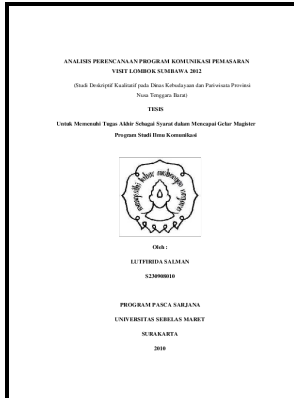 ANALISIS PERENCANAAN PROGRAM KOMUNIKASI PEMASARAN
VISIT LOMBOK SUMBAWA 2012
(Studi Deskriptif Kualitatif pada Dinas Kebudayaan dan Pariwisata Provinsi
Nusa Tenggara Barat)
TESIS
Untuk Memenuhi Tugas Akhir Sebagai Syarat dalam Mencapai Gelar Magister
Program Studi Ilmu Komunikasi
Oleh :
LUTFIRIDA SALMAN
S230908010
PROGRAM PASCA SARJANA
UNIVERSITAS SEBELAS MARET
SURAKARTA
2010